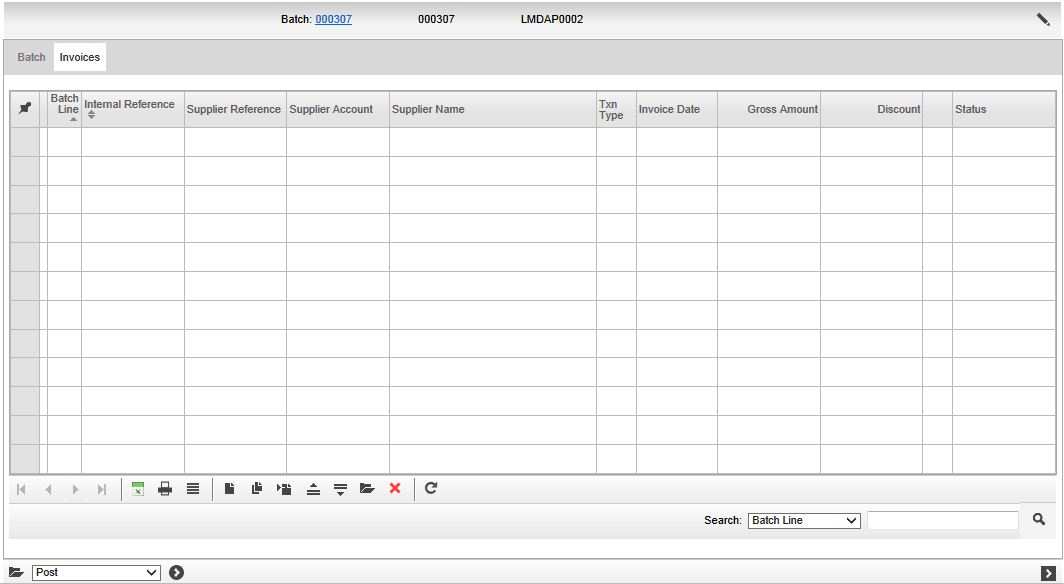 Batch: 000307 000307 LMDAP0002
Batch Invoices
Batch Line Internal Reference Supplier Reference Supplier Account Supplier Name Txn Type Invoice Date Gross Amount Discount Status
Search: Batch Line
Post